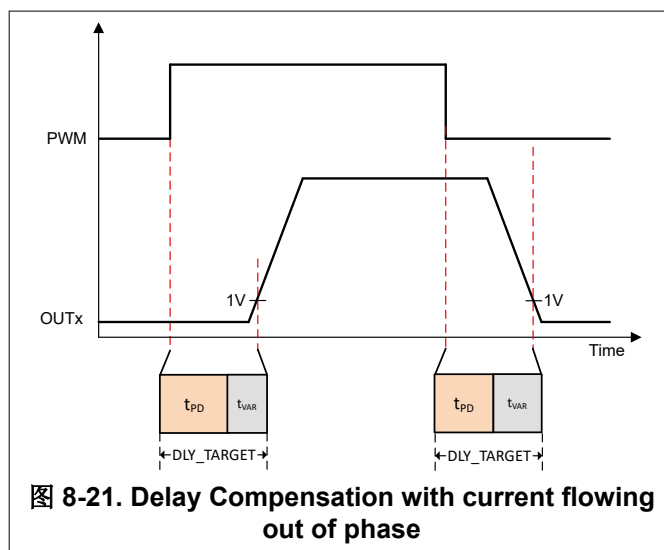 PWM
1V
1V
OUTx
Time
tPD tVAR tPD tVAR
DLY_TARGET DLY_TARGET
图 8-21. Delay Compensation with current flowing
out of phase